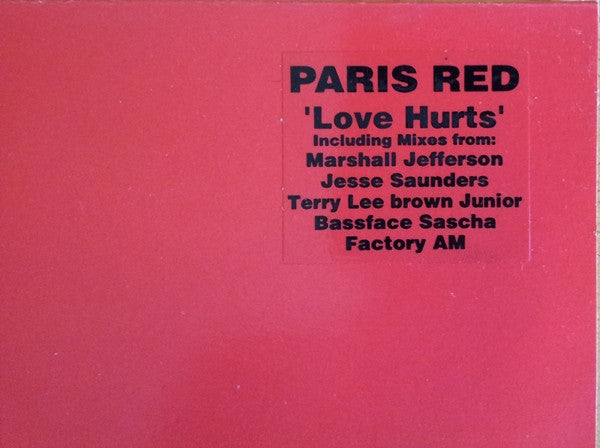 PARIS RED
'Love Hurts'
Including Mixes from:
Marshall Jefferson
Jesse Saunders
Terry Lee brown Junior
Bassface Sascha
Factory AM